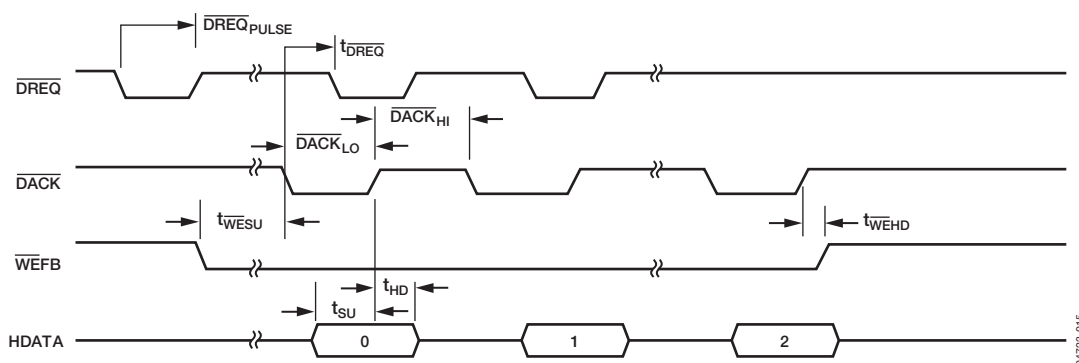 DREQPULSE
tDREQ
DREQ
DACKHI
DACKLO
DACK
tWESU
tWEHD
WEFB
tHD
tSU
HDATA
0
1
2